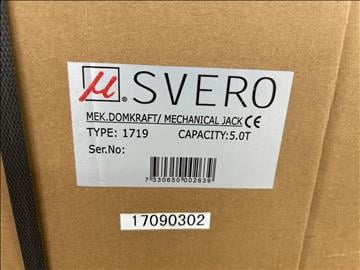 µ. SVERO
MEK.DOMKRAFT/ MECHANICAL JACK CE
TYPE: 1719 CAPACITY:5.0T
Ser.No:
7 330650 002639
17090302